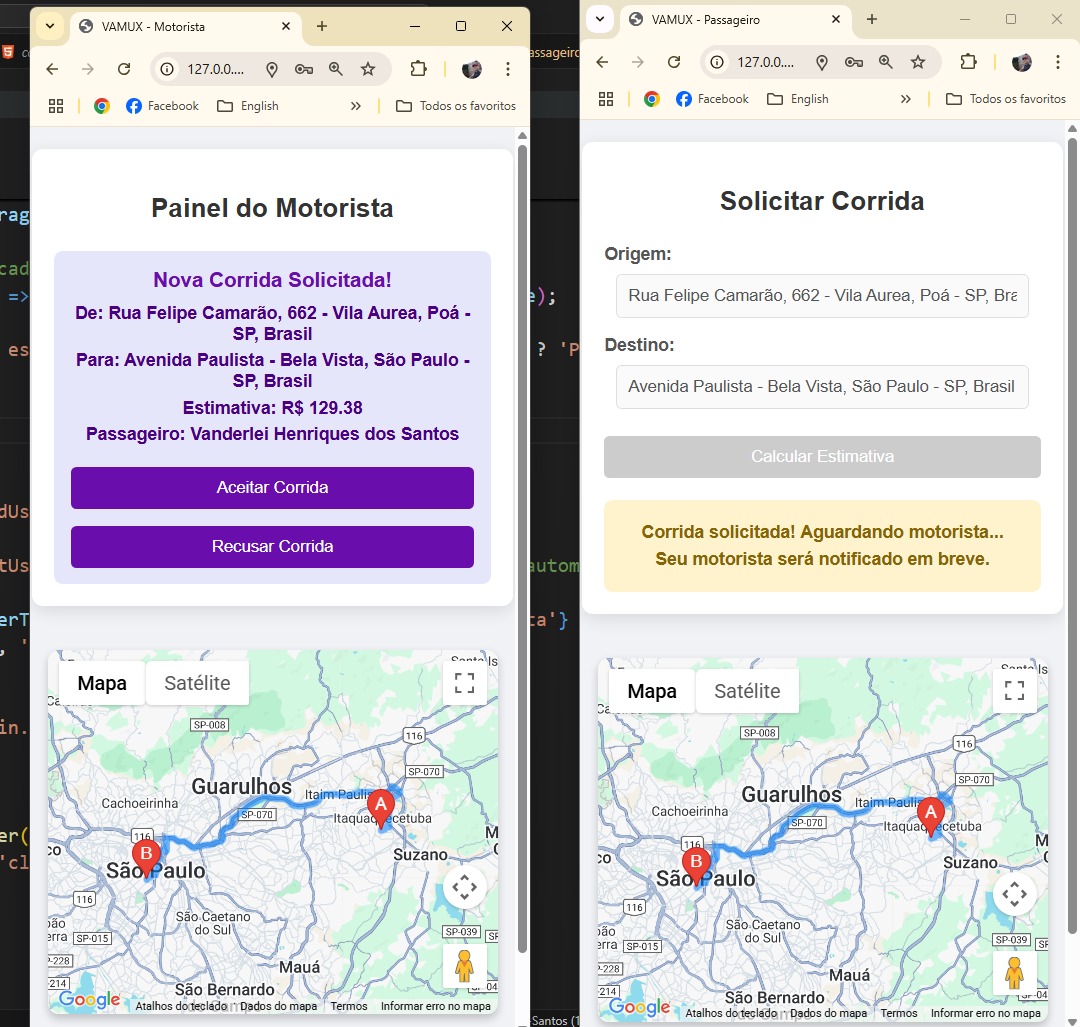 VAMUX - Motorista
127.0.0....
Facebook
English
Todos os favoritos
Painel do Motorista
Nova Corrida Solicitada!
De: Rua Felipe Camarão, 662 - Vila Aurea, Poá -
SP, Brasil
Para: Avenida Paulista - Bela Vista, São Paulo -
SP, Brasil
Estimativa: R$ 129.38
Passageiro: Vanderlei Henriques dos Santos
Aceitar Corrida
Recusar Corrida
Mapa
Satélite
SP-008
116
SP-070
Guarulhos
Cachoeirinha
Itaim Paulis
A
SP-070
Itaquaquecetuba
116
B
São Paulo
Suzano
116
São Caetano
do Sul
SP-015
SP-039
Mauá
São Bernardo
Google
Atalhos do teclado
Dados do mapa
Termos
Informar erro no mapa
VAMUX - Passageiro
127.0.0....
Facebook
English
Todos os favoritos
Solicitar Corrida
Origem:
Rua Felipe Camarão, 662 - Vila Aurea, Poá - SP, Bra
Destino:
Avenida Paulista - Bela Vista, São Paulo - SP, Brasil
Calcular Estimativa
Corrida solicitada! Aguardando motorista...
Seu motorista será notificado em breve.
Mapa
Satélite
SP-008
116
SP-070
Guarulhos
Cachoeirinha
Itaim Paulis
A
SP-070
Itaquaquecetuba
116
B
São Paulo
Suzano
116
São Caetano
do Sul
SP-015
SP-039
Mauá
São Bernardo
Google
Atalhos do teclado
Dados do mapa
Termos
Informar erro no mapa